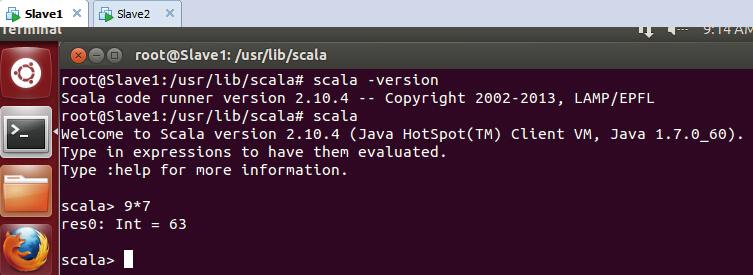 Slave1 Slave2
Terminal 9:14 AM
root@Slave1: /usr/lib/scala
root@Slave1:/usr/lib/scala# scala -version
Scala code runner version 2.10.4 -- Copyright 2002-2013, LAMP/EPFL
root@Slave1:/usr/lib/scala# scala
Welcome to Scala version 2.10.4 (Java HotSpot(TM) Client VM, Java 1.7.0_60).
Type in expressions to have them evaluated.
Type :help for more information.
scala> 9*7
res0: Int = 63
scala>